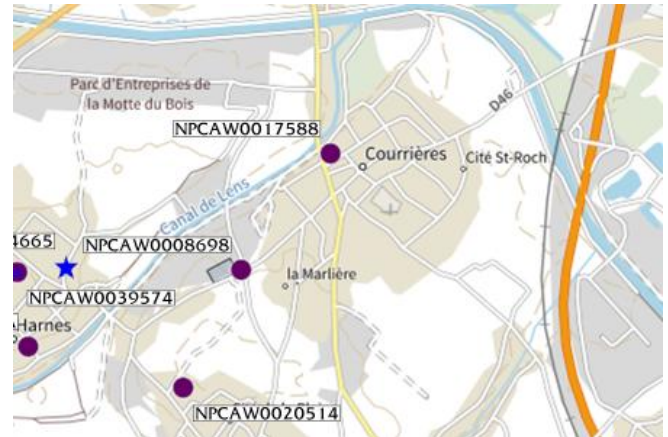 Parc d'Entreprises de
la Motte du Bois
D46
NPCAW0017588
Courrières
Cité St-Roch
Canal de Lens
4665
NPCAW0008698
la Marlière
NPCAW0039574
Harnes
NPCAW0020514